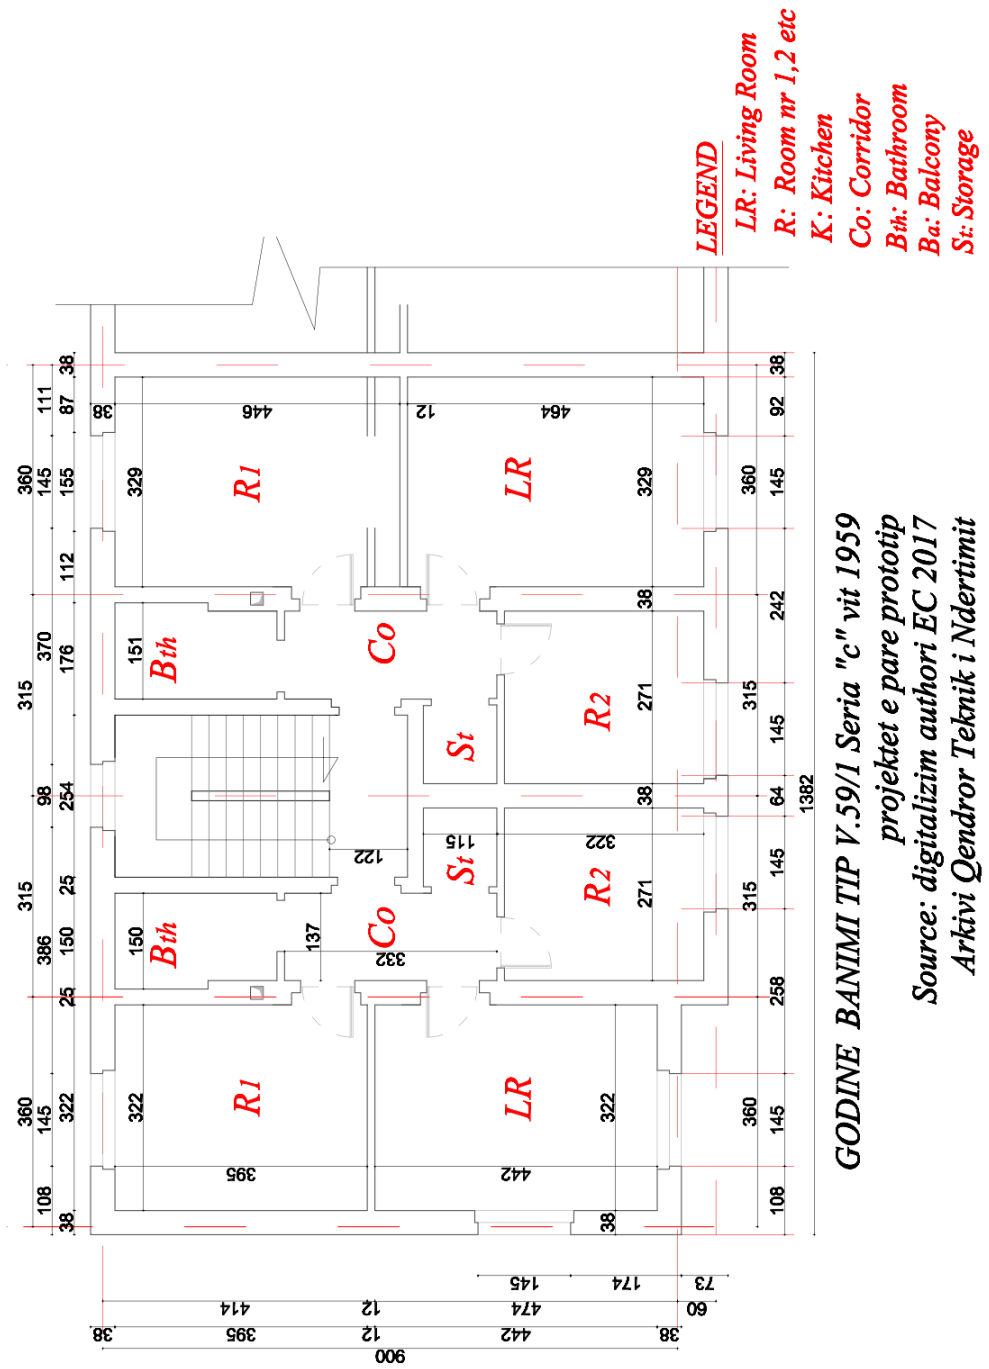 360 315 315 360
108 145 386 98 370 145 111
38 322 25 150 25 254 176 112 155 87 38
38
322 150 151 329
Bth Bth
R1 R1
395 446
137
332 122
Co Co
12
St St
115
LR R2 R2 LR
442 322 464
38 322 271 38 271 38 329
900
38 395 12 442 38
414 12 474 60
145 174 73
360 315 315 360
108 145 258 145 64 145 242 145 92 38
1382
GODINE BANIMI TIP V.59/1 Seria "c" vit 1959
projektet e pare prototip
Source: digitalizim authori EC 2017
Arkivi Qendror Teknik i Ndertimit
LEGEND
LR: Living Room
R: Room nr 1,2 etc
K: Kitchen
Co: Corridor
Bth: Bathroom
Ba: Balcony
St: Storage